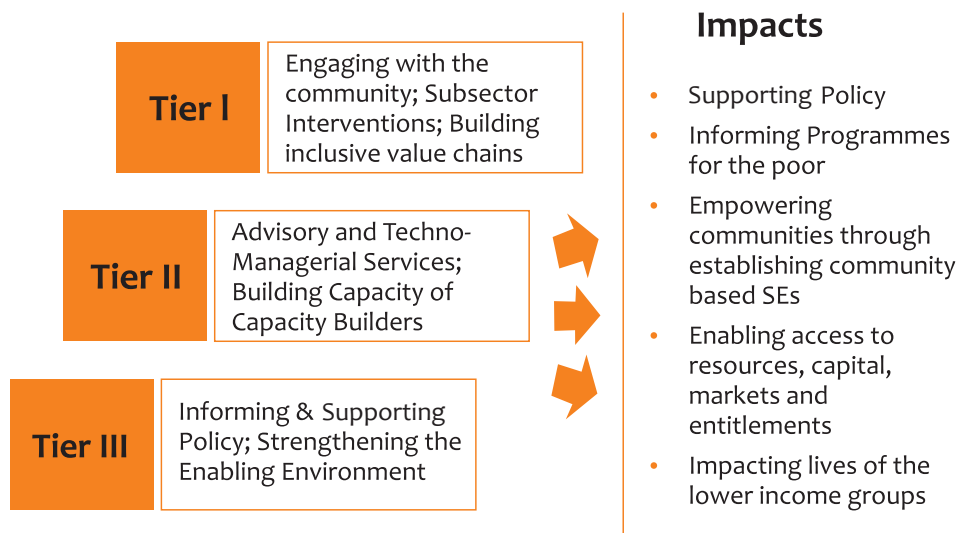 Tier I
Engaging with the
community; Subsector
Interventions; Building
inclusive value chains
Tier II
Advisory and Techno-
Managerial Services;
Building Capacity of
Capacity Builders
Tier III
Informing & Supporting
Policy; Strengthening the
Enabling Environment
Impacts
• Supporting Policy
• Informing Programmes
for the poor
• Empowering
communities through
establishing community
based SEs
• Enabling access to
resources, capital,
markets and
entitlements
• Impacting lives of the
lower income groups